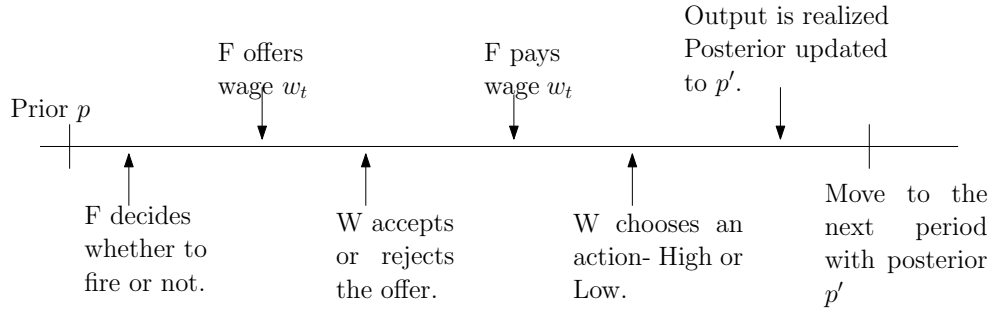 Prior p
F decides
whether to
fire or not.
F offers
wage w_t
W accepts
or rejects
the offer.
F pays
wage w_t
W chooses an
action- High or
Low.
Output is realized
Posterior updated
to p′.
Move to the
next period
with posterior
p′